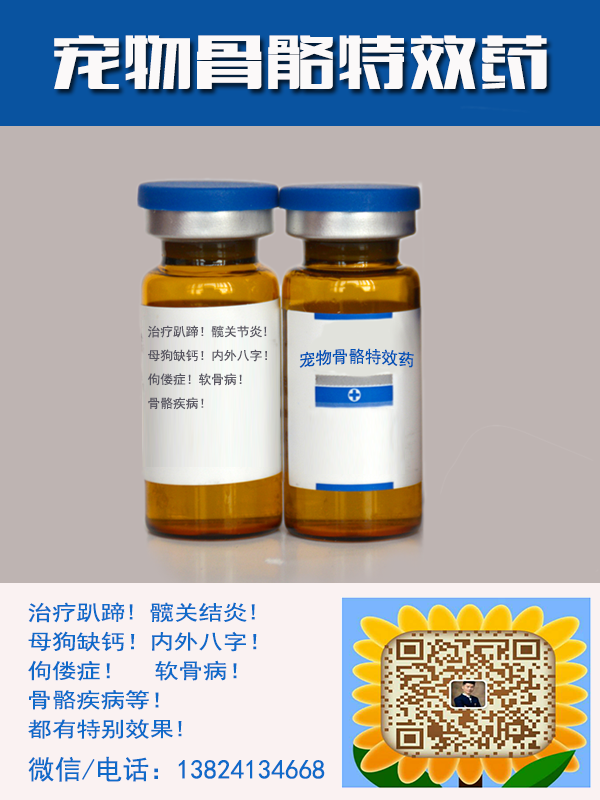 宠物骨骼特效药
治疗趴蹄！髋关节炎！
母狗缺钙！内外八字！
佝偻症！软骨病！
骨骼疾病！
宠物骨骼特效药
治疗趴蹄！髋关结炎！
母狗缺钙！内外八字！
佝偻症！ 软骨病！
骨骼疾病等！
都有特别效果！
微信/电话：13824134668